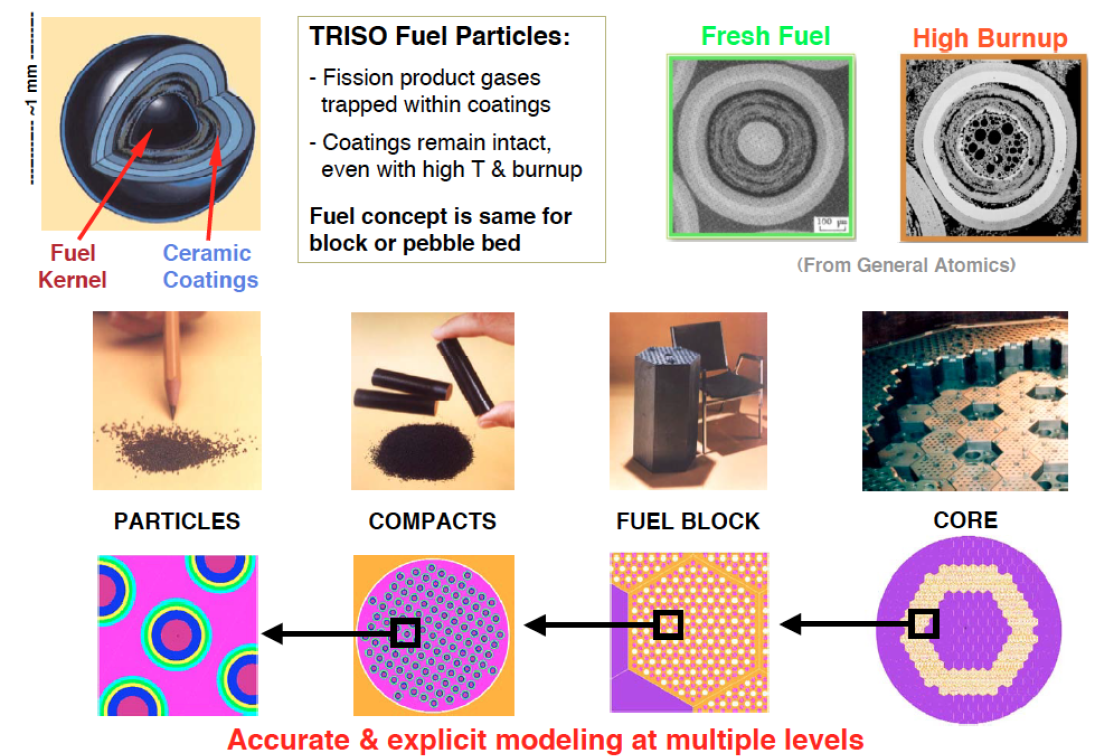 --------- ~1 mm -------
Fuel
Kernel
Ceramic
Coatings
TRISO Fuel Particles:
- Fission product gases
trapped within coatings
- Coatings remain intact,
even with high T & burnup
Fuel concept is same for
block or pebble bed
Fresh Fuel
High Burnup
100 µm
(From General Atomics)
PARTICLES
COMPACTS
FUEL BLOCK
CORE
Accurate & explicit modeling at multiple levels